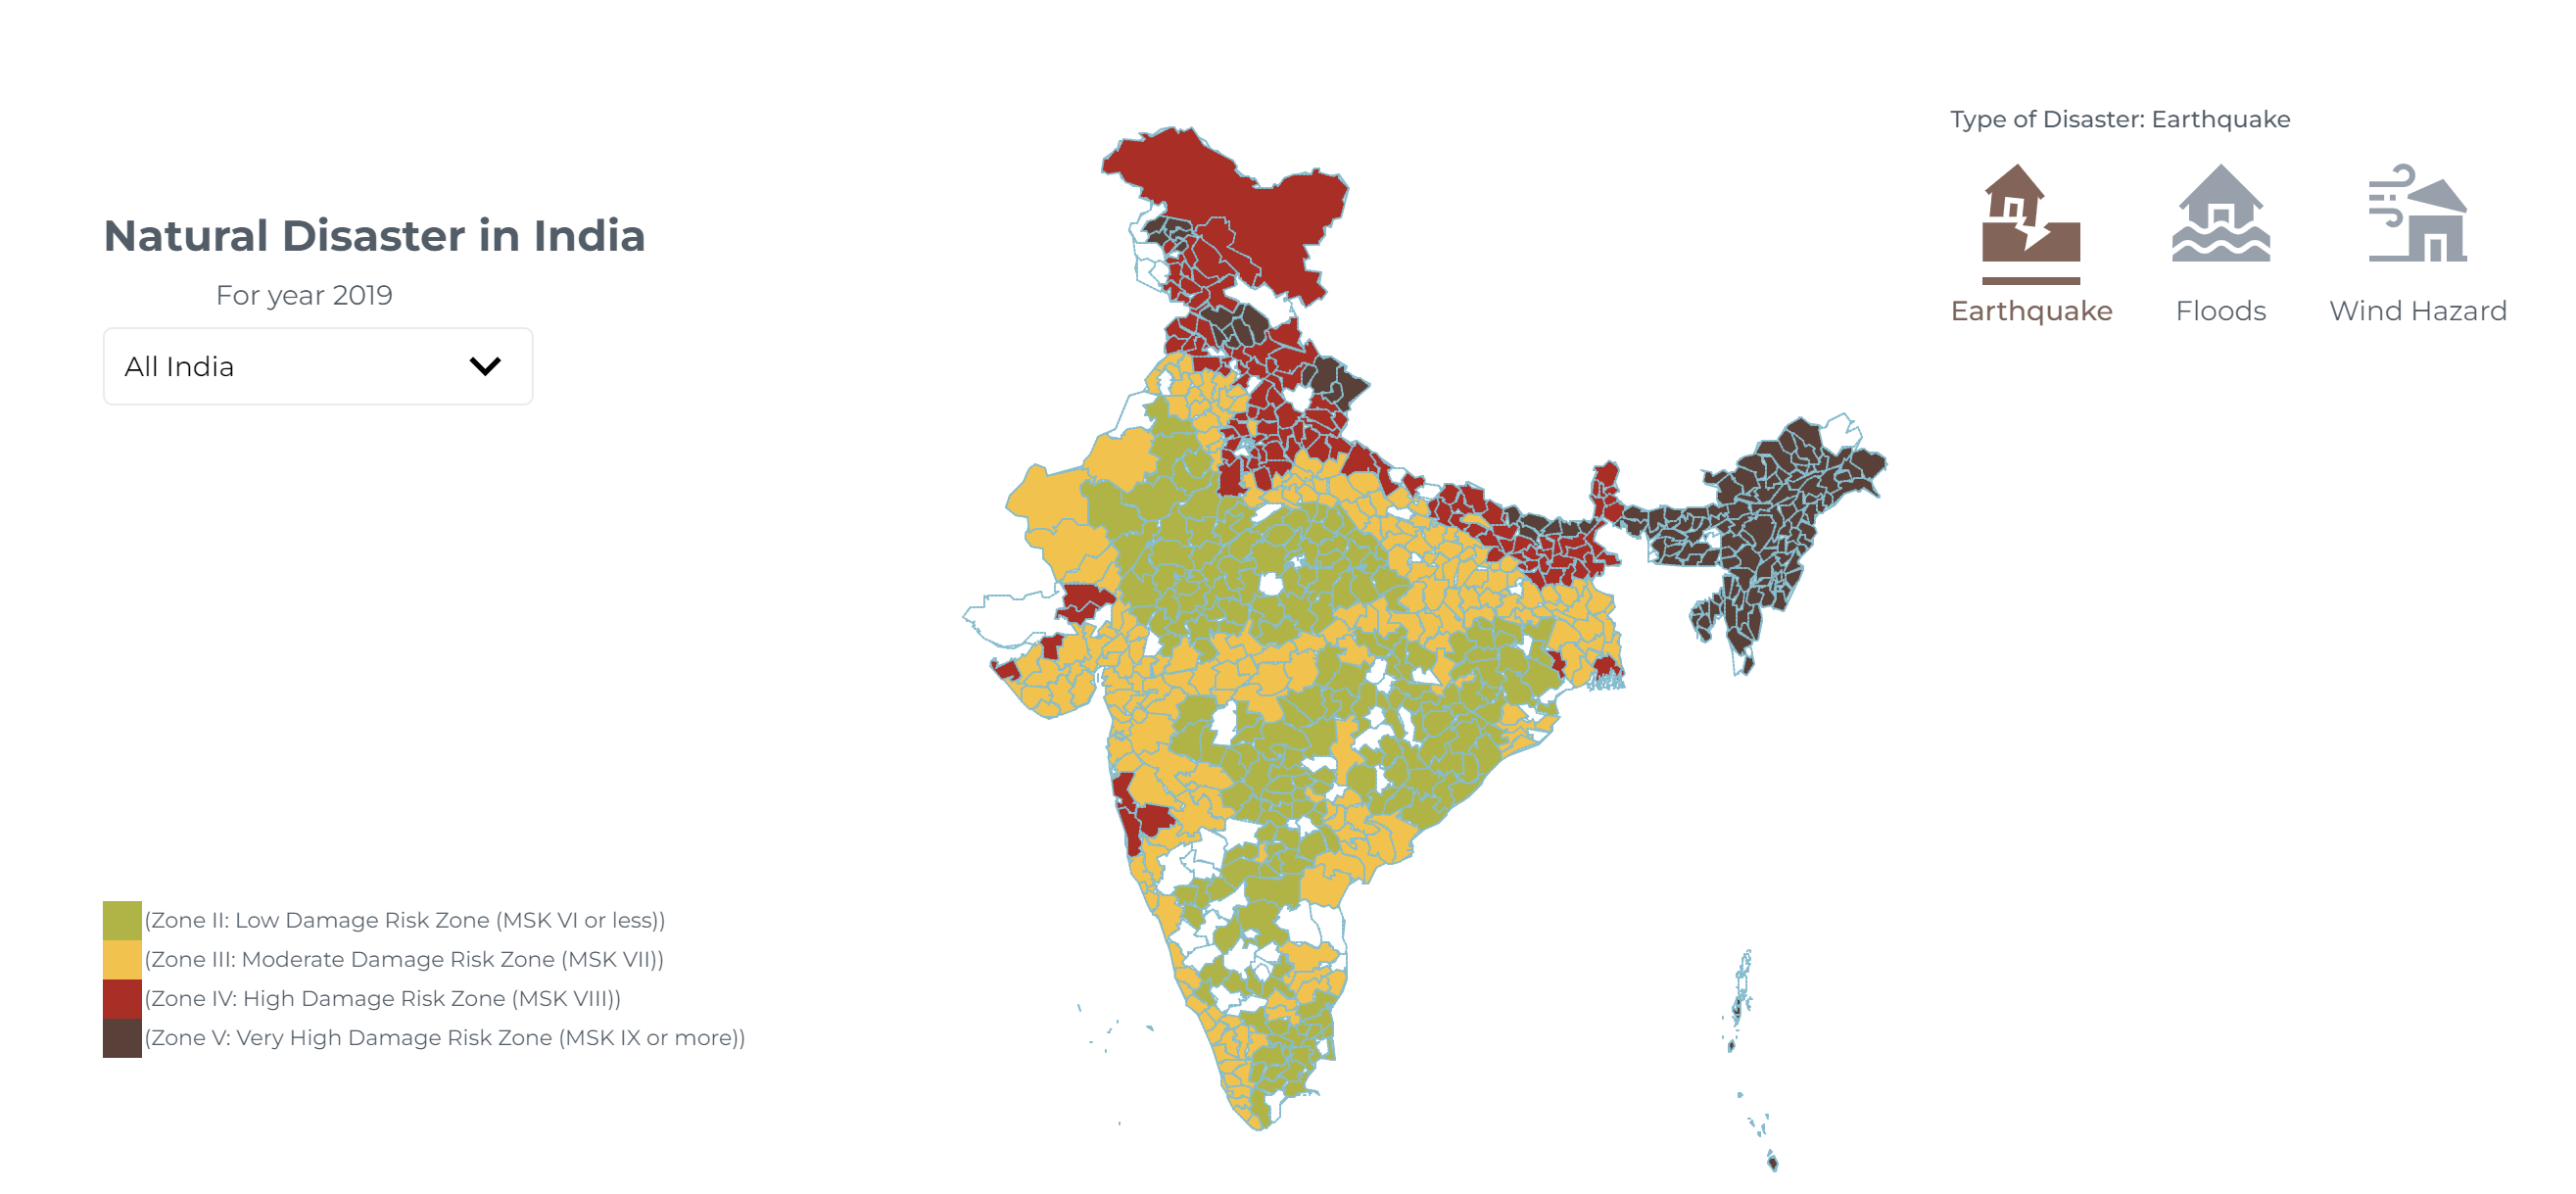 Type of Disaster: Earthquake
Natural Disaster in India
For year 2019
All India
Earthquake
Floods
Wind Hazard
(Zone II: Low Damage Risk Zone (MSK VI or less))
(Zone III: Moderate Damage Risk Zone (MSK VII))
(Zone IV: High Damage Risk Zone (MSK VIII))
(Zone V: Very High Damage Risk Zone (MSK IX or more))